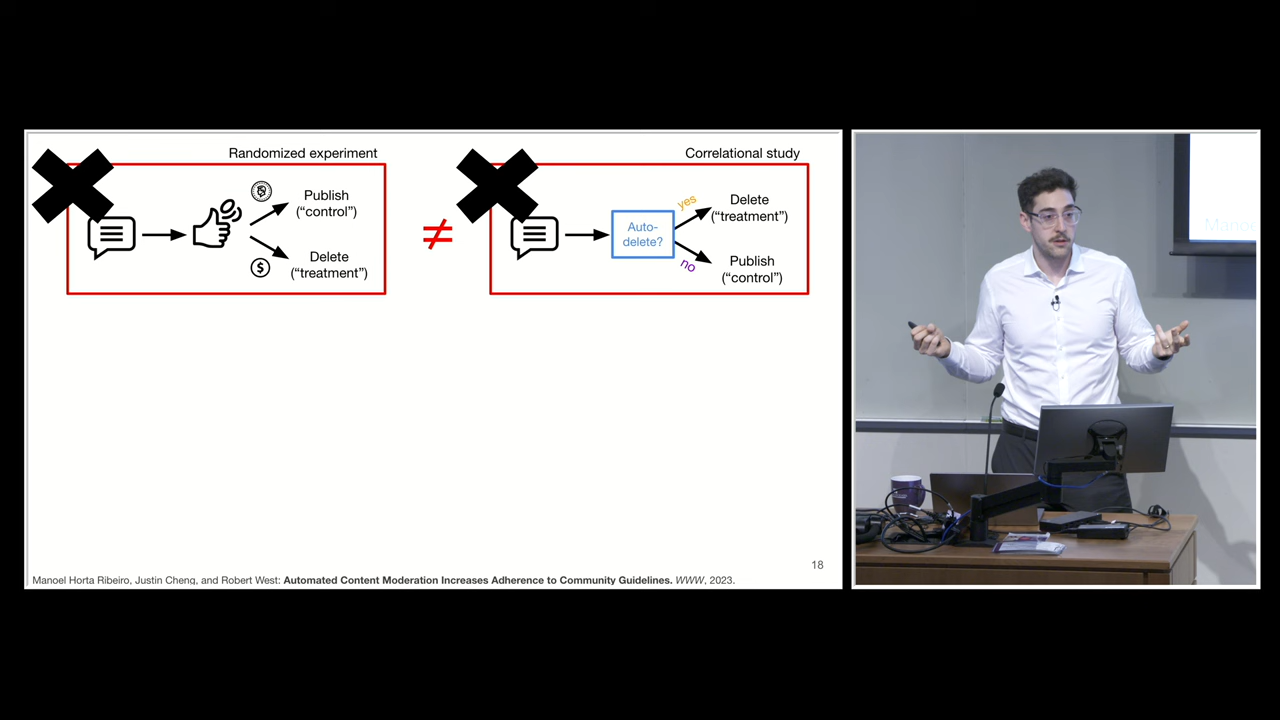 Randomized experiment
Publish
(“control”)
Delete
(“treatment”)
$
≠
Correlational study
Auto-
delete?
yes
no
Delete
(“treatment”)
Publish
(“control”)
18
Manoel Horta Ribeiro, Justin Cheng, and Robert West: Automated Content Moderation Increases Adherence to Community Guidelines. WWW, 2023.
Manoe